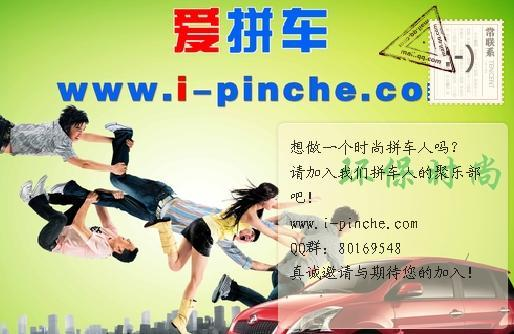 爱拼车
www.i-pinche.co
常联系
TENCENT
:-)
环保时尚
想做一个时尚拼车人吗？
请加入我们拼车人的聚乐部
吧！
www.i-pinche.com
QQ群：80169548
真诚邀请与期待您的加入！